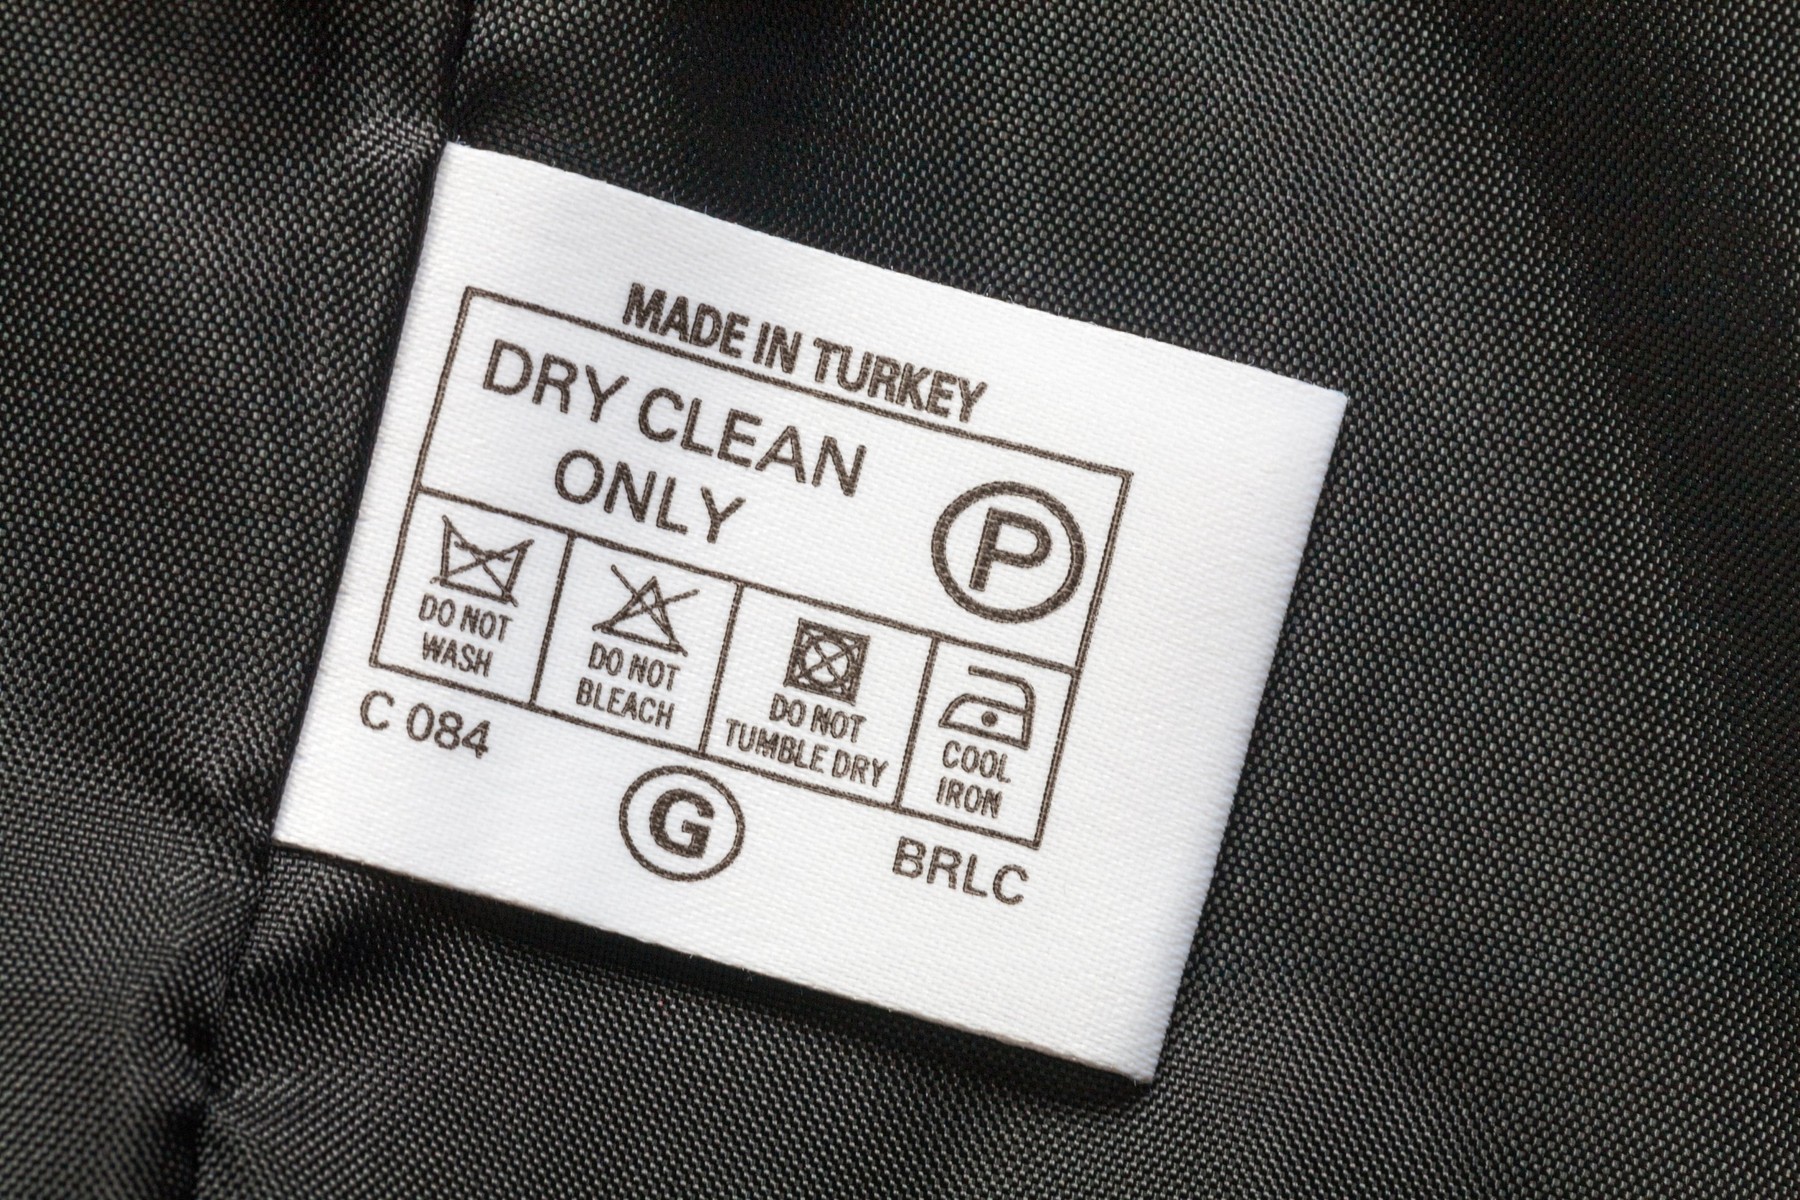 MADE IN TURKEY
DRY CLEAN
ONLY
P
DO NOT
WASH
DO NOT
BLEACH
DO NOT
TUMBLE DRY
COOL
IRON
C 084
G
BRLC